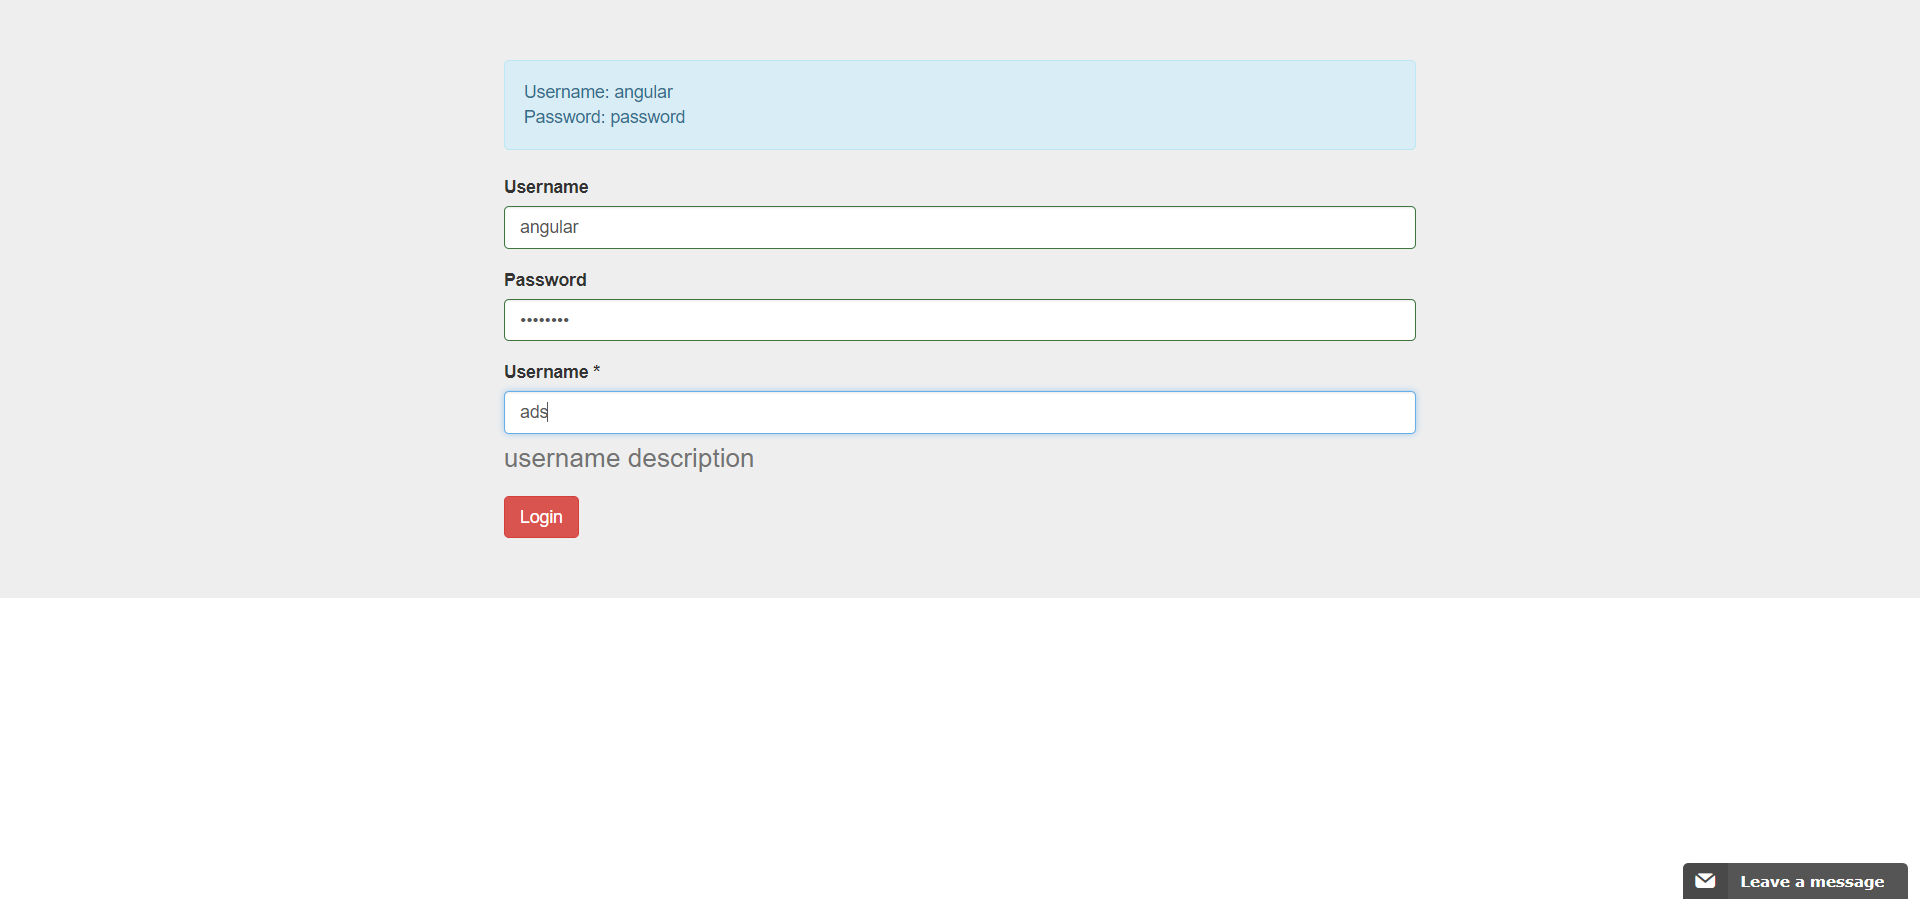 Username: angular
Password: password
Username
angular
Password
••••••••
Username *
ads
username description
Login
Leave a message